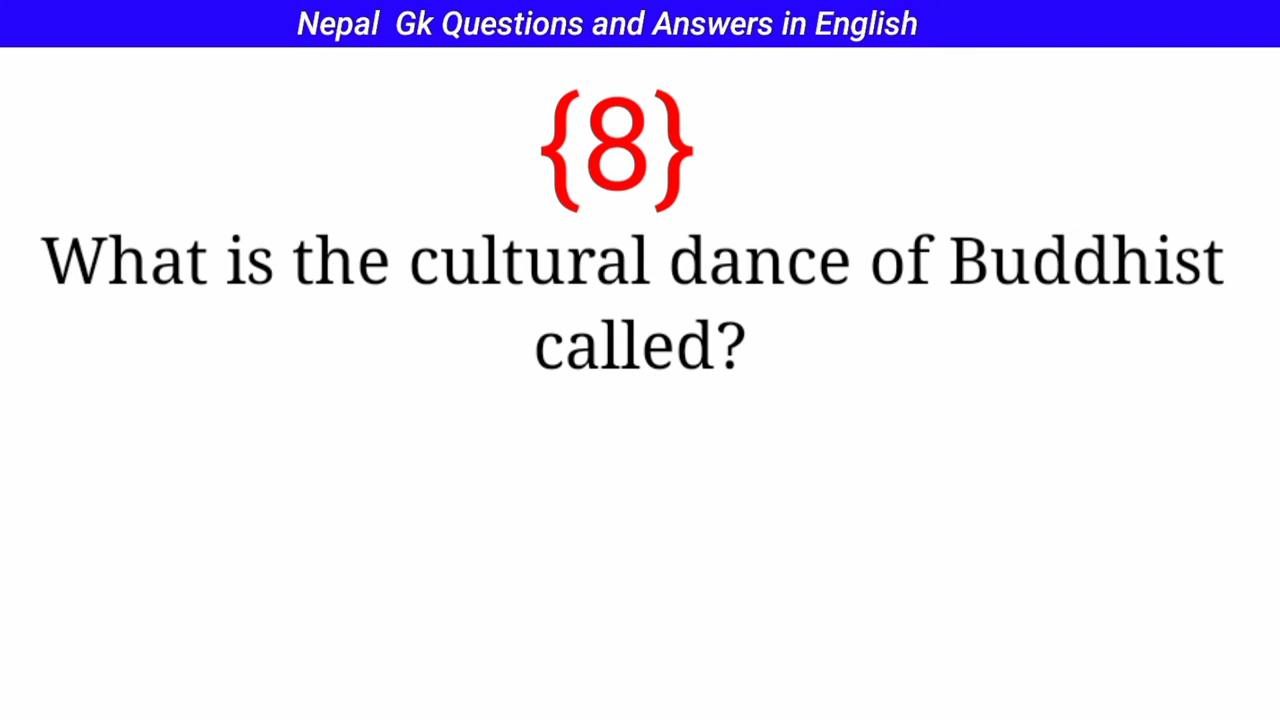 Nepal Gk Questions and Answers in English
{8}
What is the cultural dance of Buddhist
called?